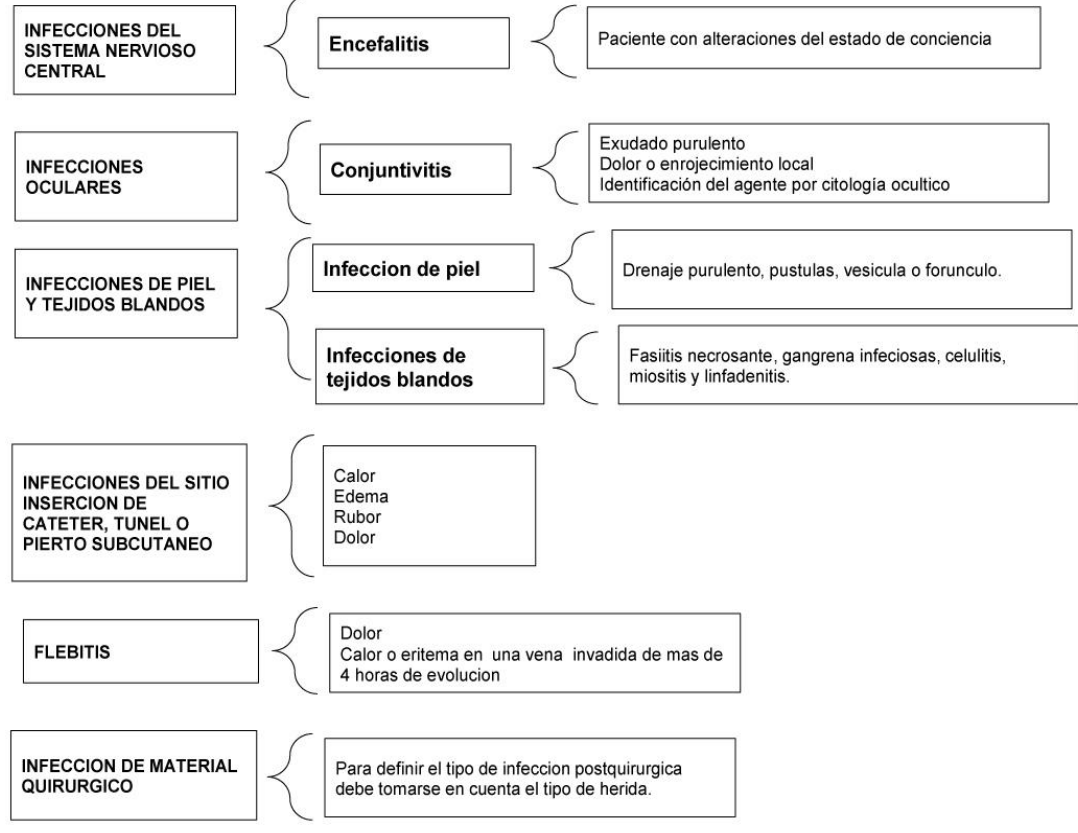 INFECCIONES DEL
SISTEMA NERVIOSO
CENTRAL
Encefalitis
Paciente con alteraciones del estado de conciencia
INFECCIONES
OCULARES
Conjuntivitis
Exudado purulento
Dolor o enrojecimiento local
Identificación del agente por citología ocultico
INFECCIONES DE PIEL
Y TEJIDOS BLANDOS
Infeccion de piel
Drenaje purulento, pustulas, vesicula o forunculo.
Infecciones de
tejidos blandos
Fasiitis necrosante, gangrena infeciosas, celulitis,
miositis y linfadenitis.
INFECCIONES DEL SITIO
INSERCION DE
CATETER, TUNEL O
PIERTO SUBCUTANEO
Calor
Edema
Rubor
Dolor
FLEBITIS
Dolor
Calor o eritema en una vena invadida de mas de
4 horas de evolucion
INFECCION DE MATERIAL
QUIRURGICO
Para definir el tipo de infeccion postquirurgica
debe tomarse en cuenta el tipo de herida.